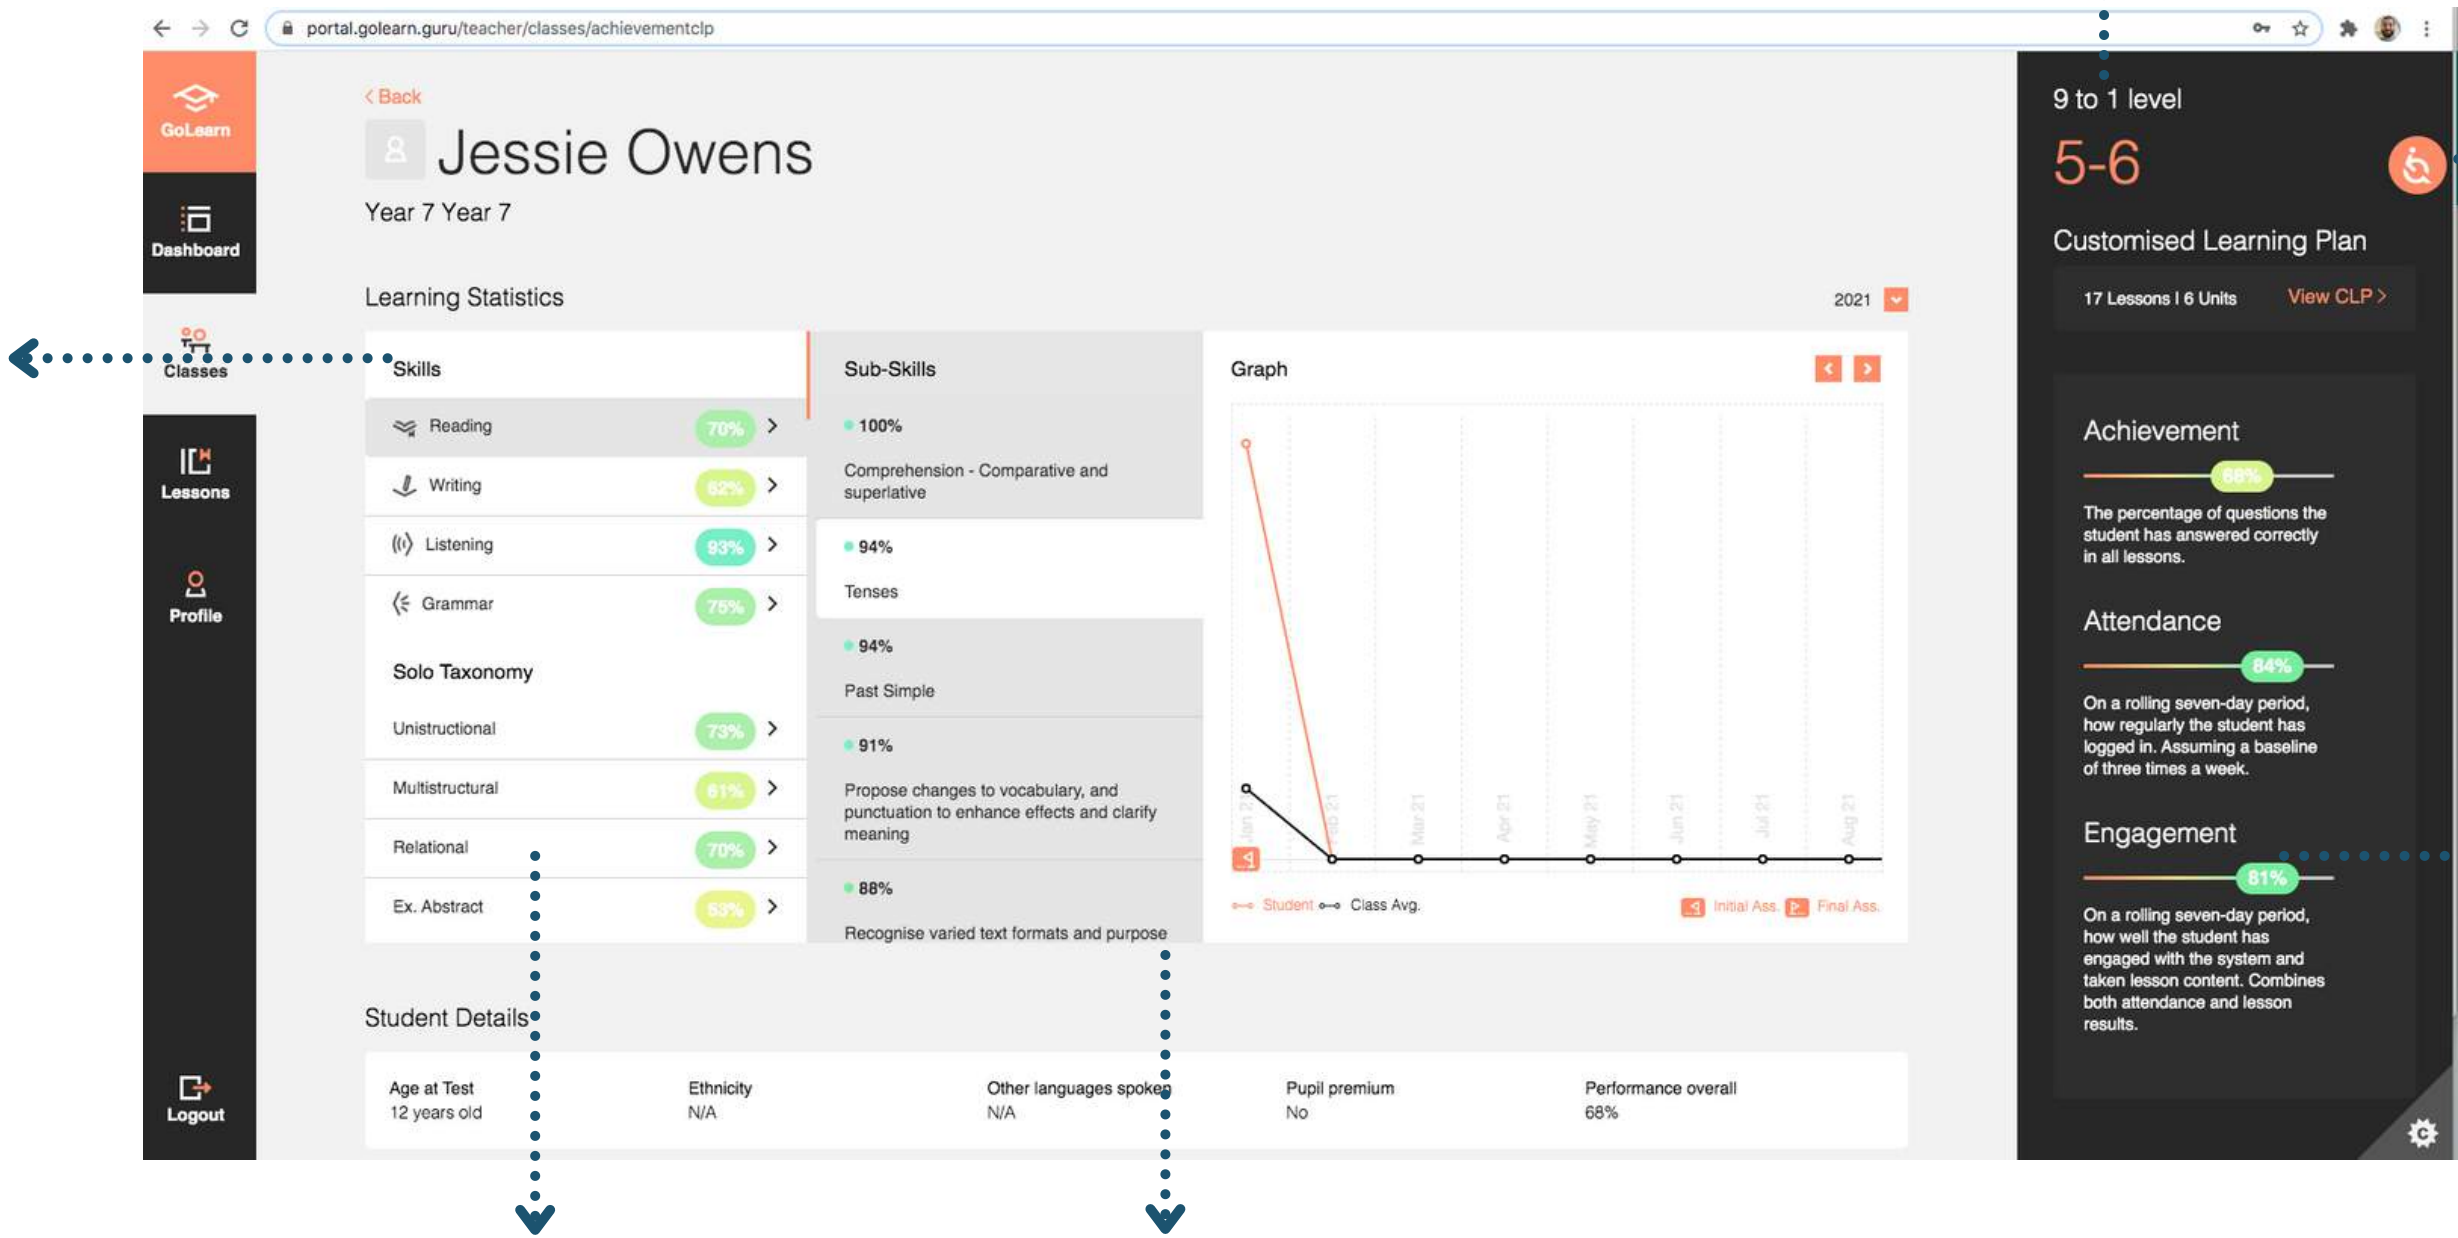 portal.golearn.guru/teacher/classes/achievementclp
GoLearn
Dashboard
Classes
Lessons
Profile
Logout
< Back
Jessie Owens
Year 7 Year 7
Learning Statistics
2021
Skills
Reading
70%
Writing
62%
Listening
93%
Grammar
75%
Solo Taxonomy
Unistructional
73%
Multistructural
61%
Relational
70%
Ex. Abstract
53%
Sub-Skills
100%
Comprehension - Comparative and
superlative
94%
Tenses
94%
Past Simple
91%
Propose changes to vocabulary, and
punctuation to enhance effects and clarify
meaning
88%
Recognise varied text formats and purpose
Graph
Jan 21
Feb 21
Mar 21
Apr 21
May 21
Jun 21
Jul 21
Aug 21
Student
Class Avg.
Initial Ass.
Final Ass.
Student Details
Age at Test
12 years old
Ethnicity
N/A
Other languages spoken
N/A
Pupil premium
No
Performance overall
68%
9 to 1 level
5-6
Customised Learning Plan
17 Lessons | 6 Units
View CLP >
Achievement
68%
The percentage of questions the
student has answered correctly
in all lessons.
Attendance
84%
On a rolling seven-day period,
how regularly the student has
logged in. Assuming a baseline
of three times a week.
Engagement
81%
On a rolling seven-day period,
how well the student has
engaged with the system and
taken lesson content. Combines
both attendance and lesson
results.